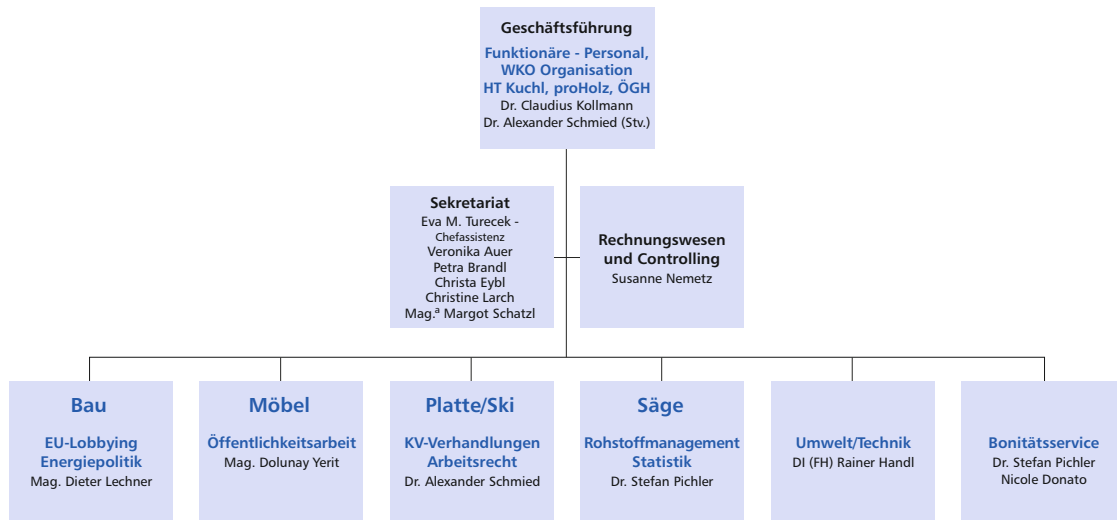 Geschäftsführung
Funktionäre - Personal,
WKO Organisation
HT Kuchl, proHolz, ÖGH
Dr. Claudius Kollmann
Dr. Alexander Schmied (Stv.)
Sekretariat
Eva M. Turecek -
Chefassistenz
Veronika Auer
Petra Brandl
Christa Eybl
Christine Larch
Mag.ª Margot Schatzl
Rechnungswesen
und Controlling
Susanne Nemetz
Bau
EU-Lobbying
Energiepolitik
Mag. Dieter Lechner
Möbel
Öffentlichkeitsarbeit
Mag. Dolunay Yerit
Platte/Ski
KV-Verhandlungen
Arbeitsrecht
Dr. Alexander Schmied
Säge
Rohstoffmanagement
Statistik
Dr. Stefan Pichler
Umwelt/Technik
DI (FH) Rainer Handl
Bonitätsservice
Dr. Stefan Pichler
Nicole Donato